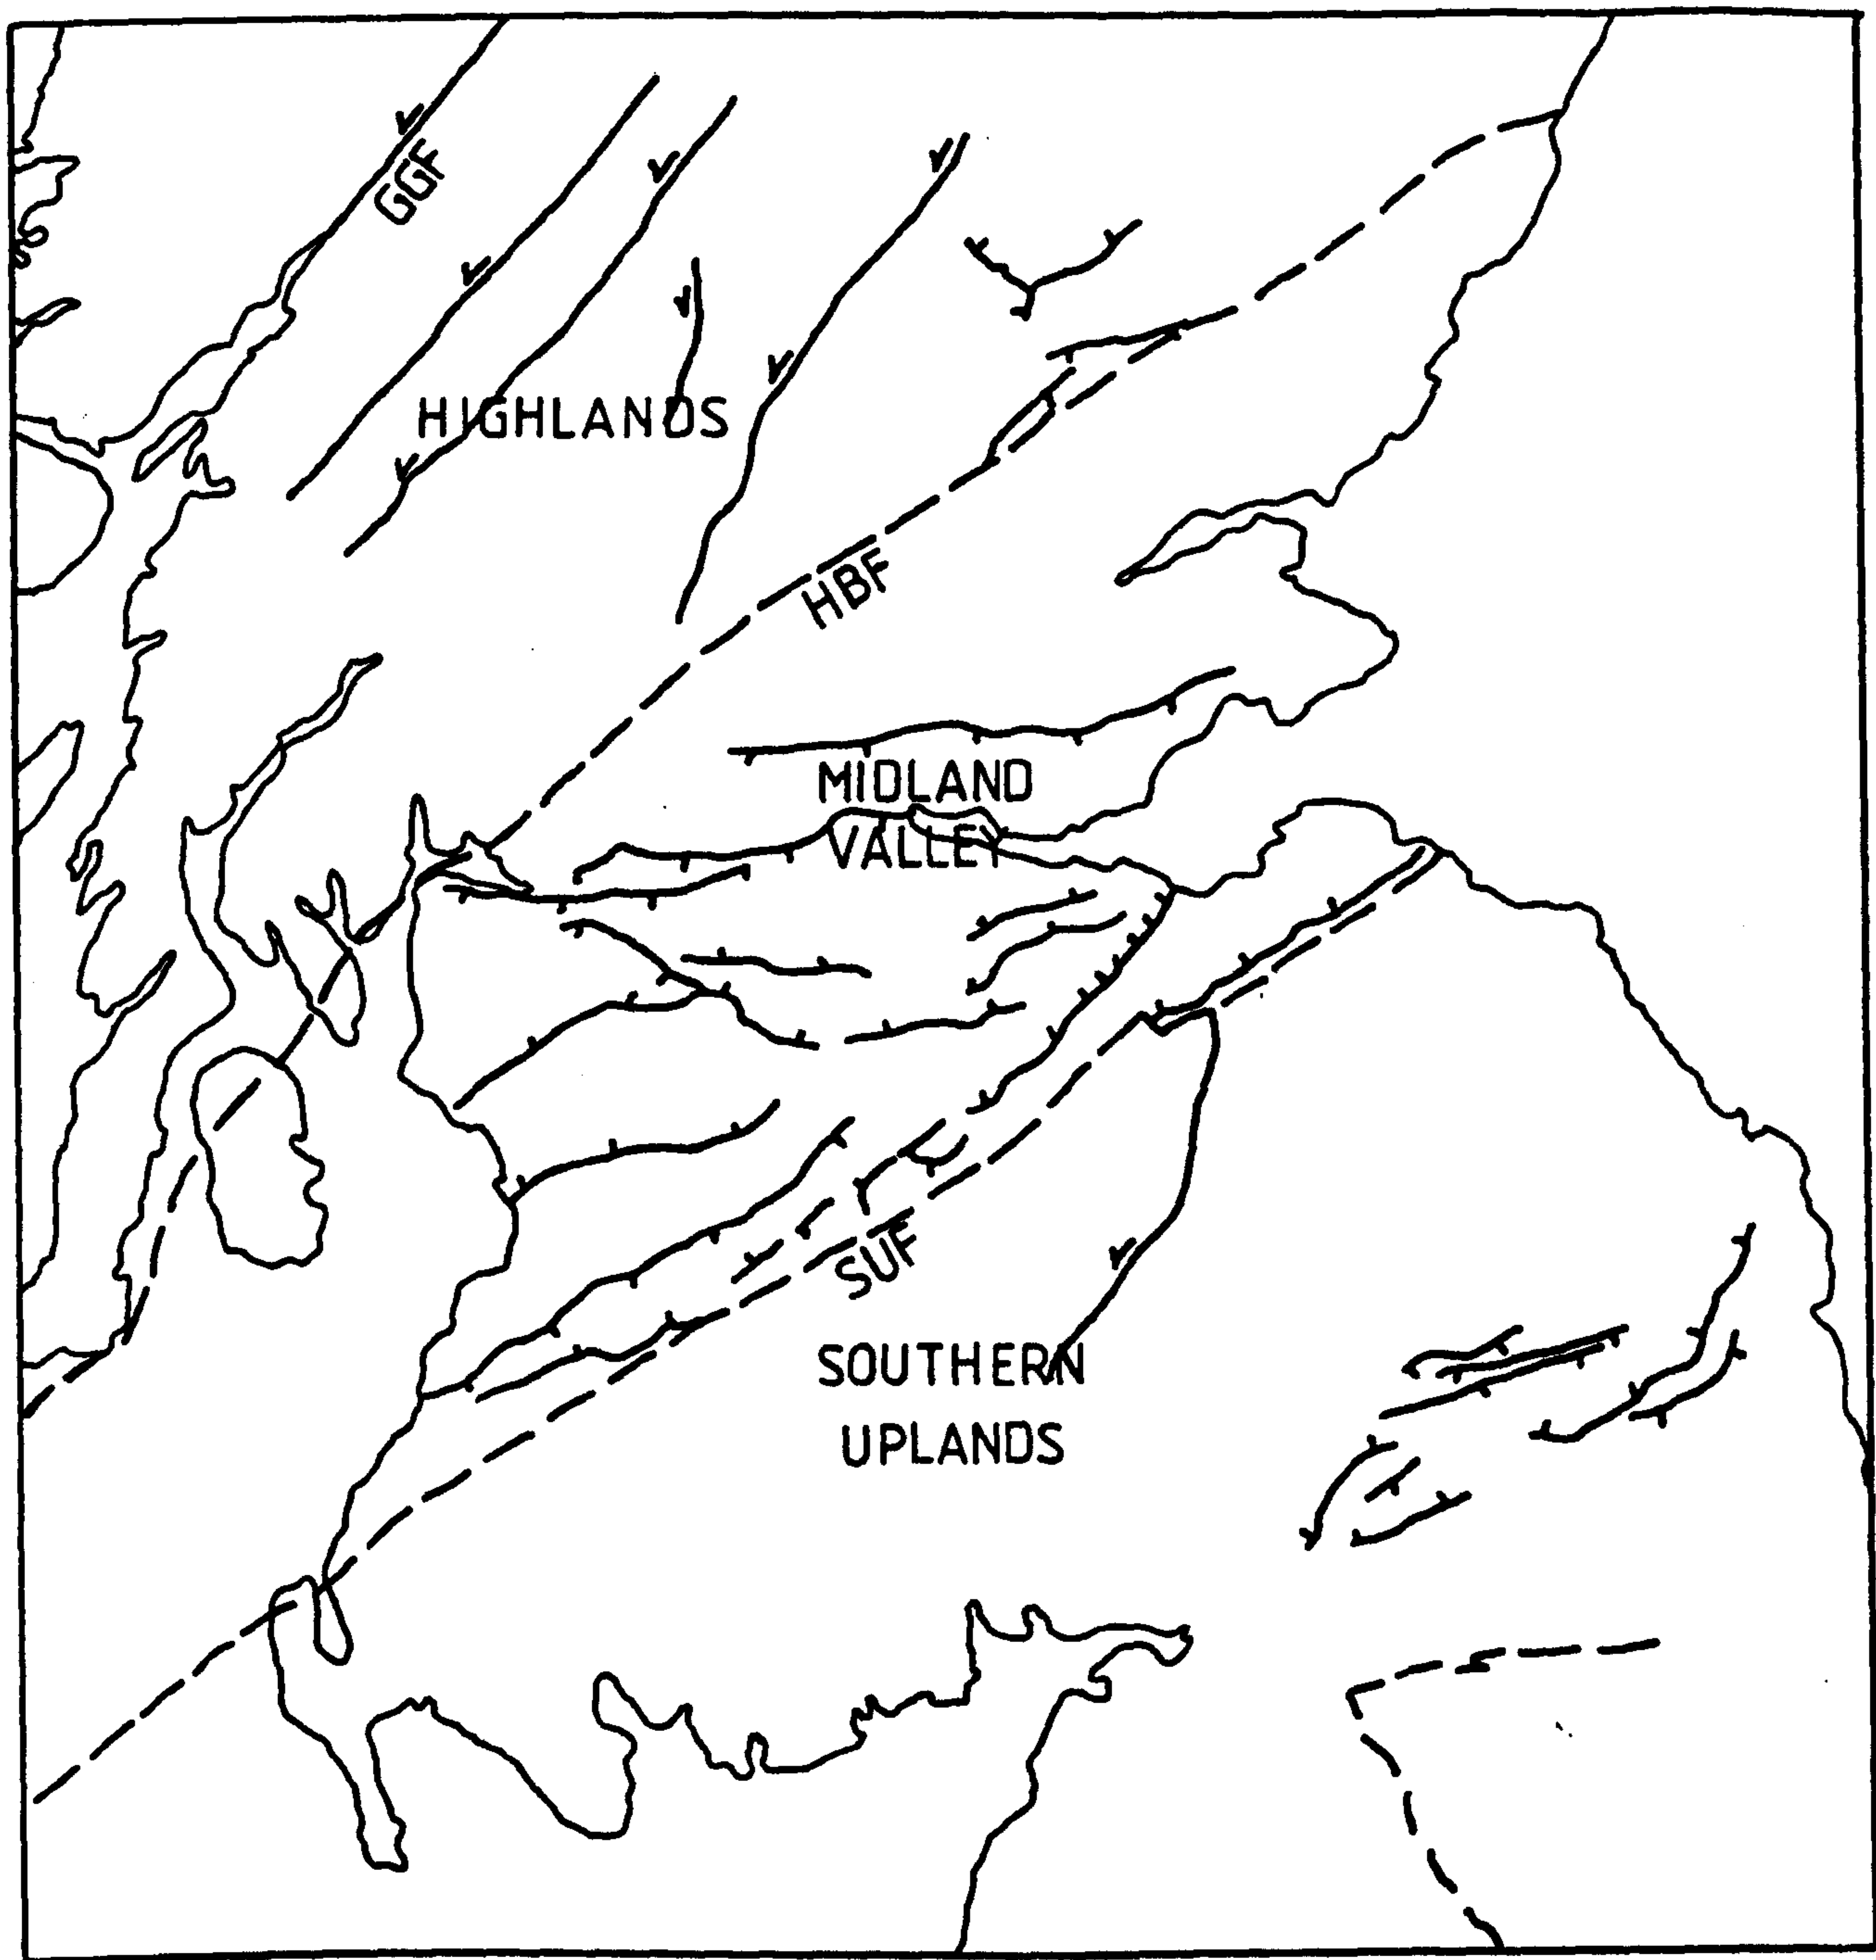 GGF
HIGHLANDS
HBF
MIDLAND
VALLEY
SUF
SOUTHERN
UPLANDS